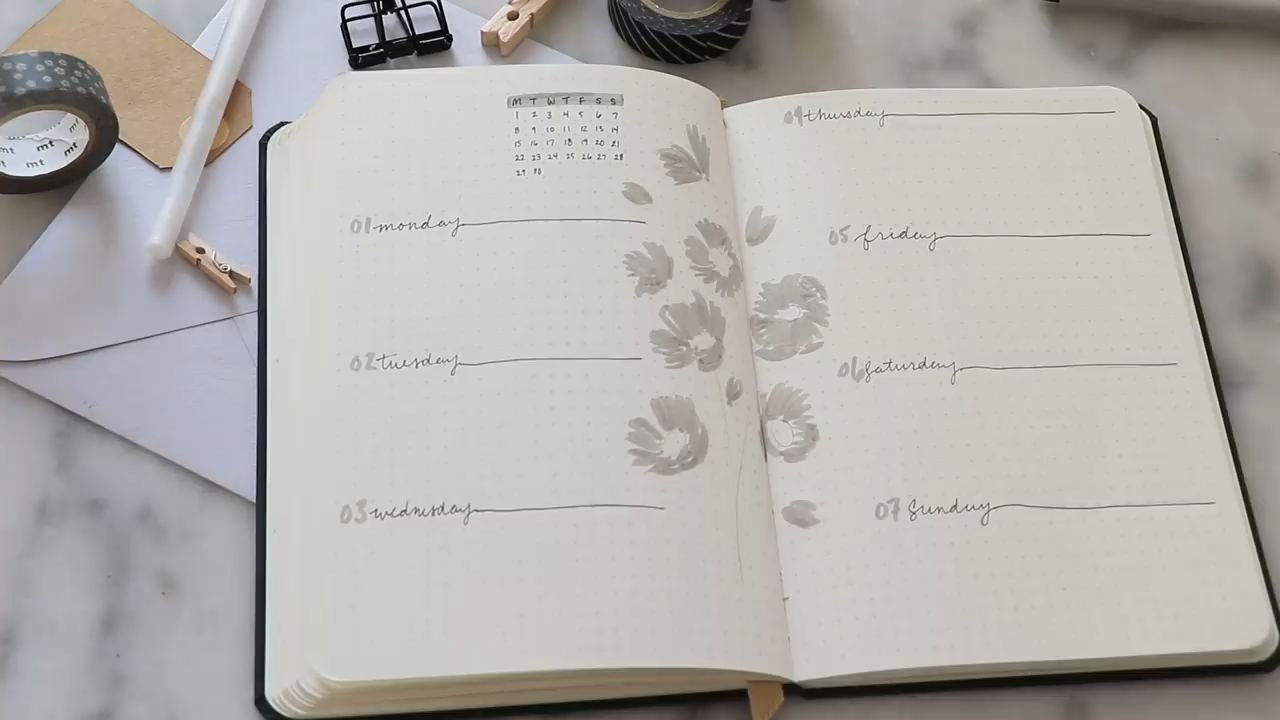 M T W T F S S
1 2 3 4 5 6 7
8 9 10 11 12 13 14
15 16 17 18 19 20 21
22 23 24 25 26 27 28
29 30
01 monday
02 tuesday
03 wednesday
04 thursday
05 friday
06 saturday
07 Sunday
mt mt mt